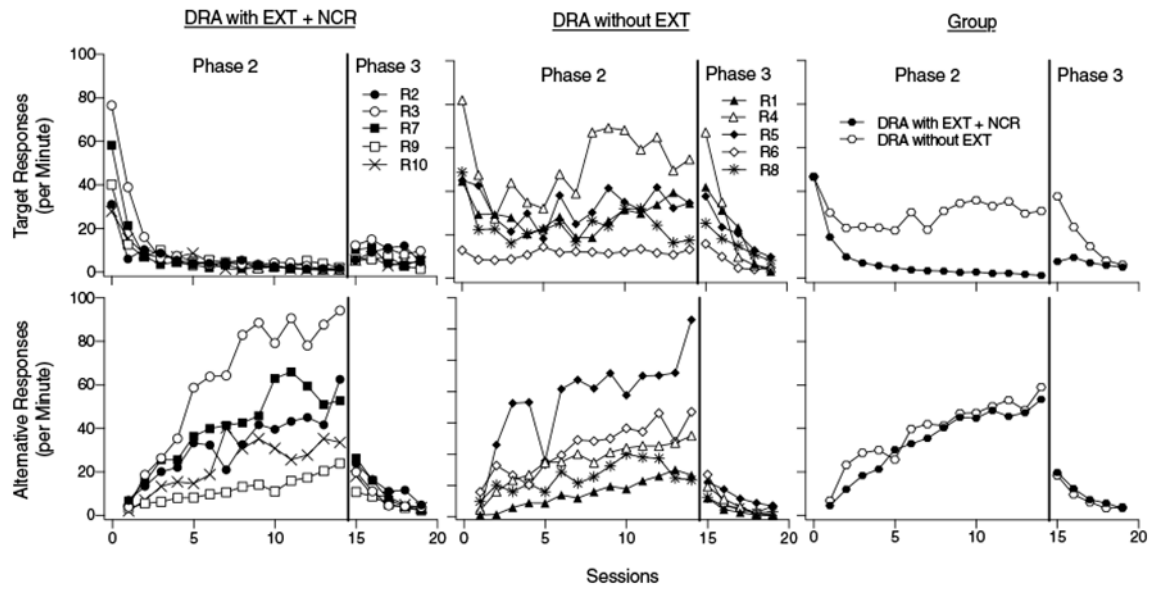 DRA with EXT + NCR
DRA without EXT
Group
100
80
60
40
20
0
Target Responses
(per Minute)
Phase 2
Phase 3
R2
R3
R7
R9
R10
Phase 2
Phase 3
R1
R4
R5
R6
R8
Phase 2
Phase 3
DRA with EXT + NCR
DRA without EXT
100
80
60
40
20
0
Alternative Responses
(per Minute)
0 5 10 15 20
0 5 10 15 20
0 5 10 15 20
Sessions